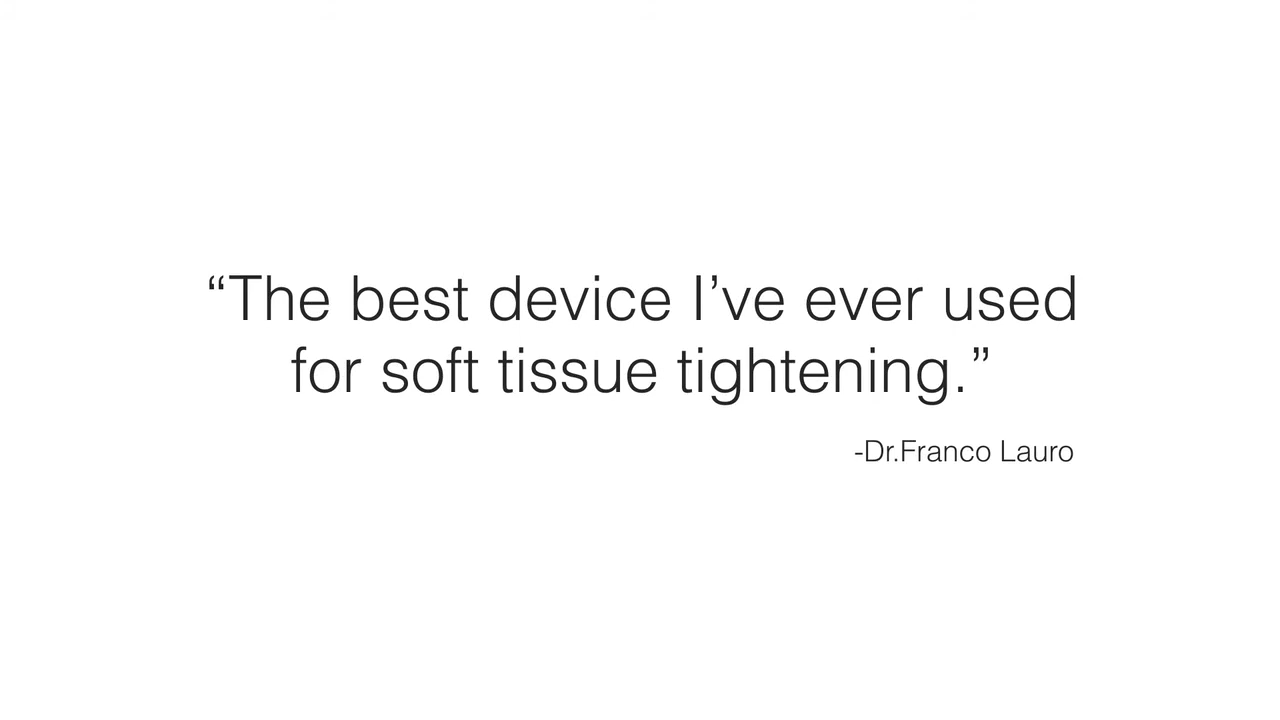 “The best device I’ve ever used
for soft tissue tightening.”
-Dr.Franco Lauro